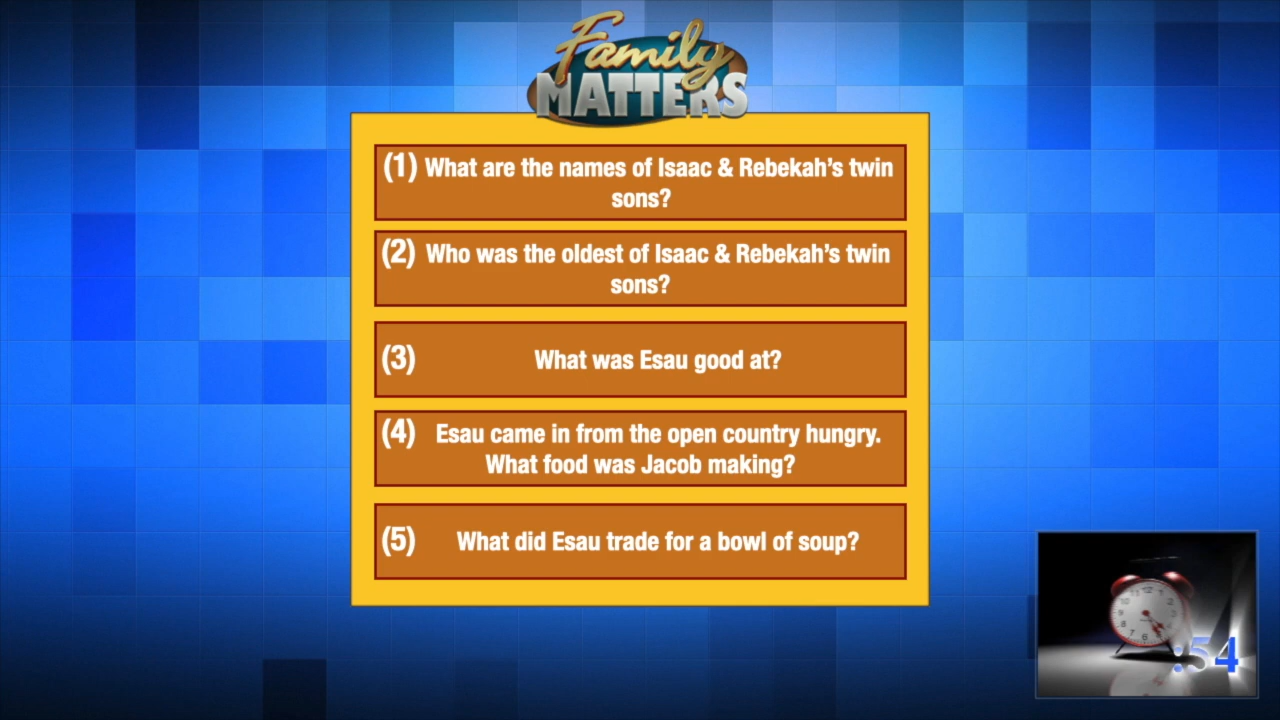 Family
MATTERS
(1) What are the names of Isaac & Rebekah’s twin
sons?
(2) Who was the oldest of Isaac & Rebekah’s twin
sons?
(3) What was Esau good at?
(4) Esau came in from the open country hungry.
What food was Jacob making?
(5) What did Esau trade for a bowl of soup?
:54